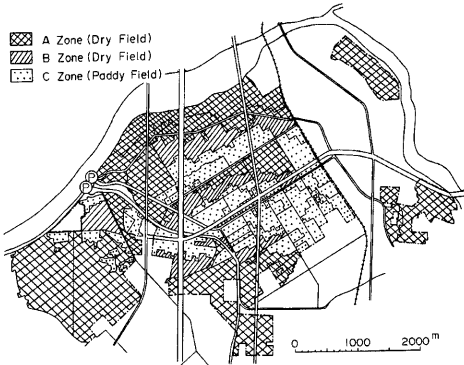 A Zone (Dry Field)
B Zone (Dry Field)
C Zone (Paddy Field)
P
P
0 1000 2000 m